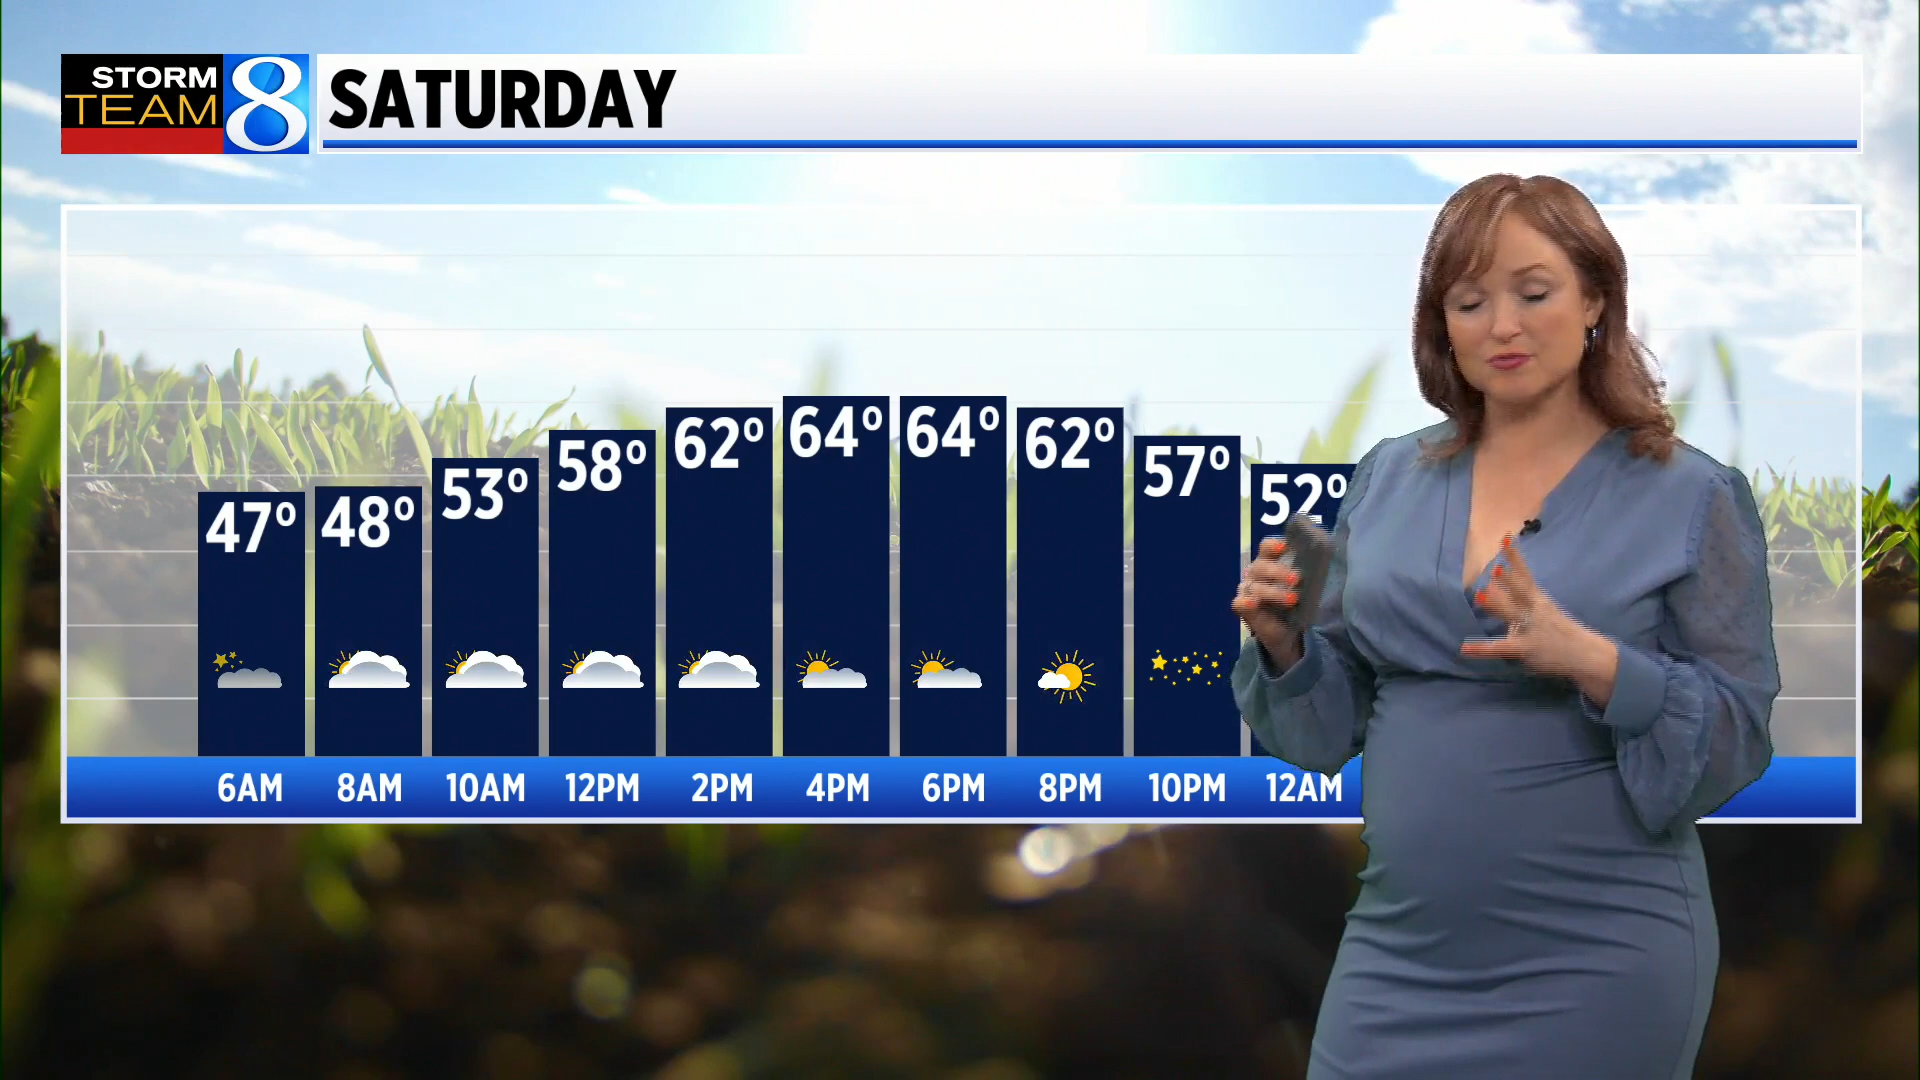 STORM
TEAM
8
SATURDAY
47° 48° 53° 58° 62° 64° 64° 62° 57° 52°
6AM 8AM 10AM 12PM 2PM 4PM 6PM 8PM 10PM 12AM